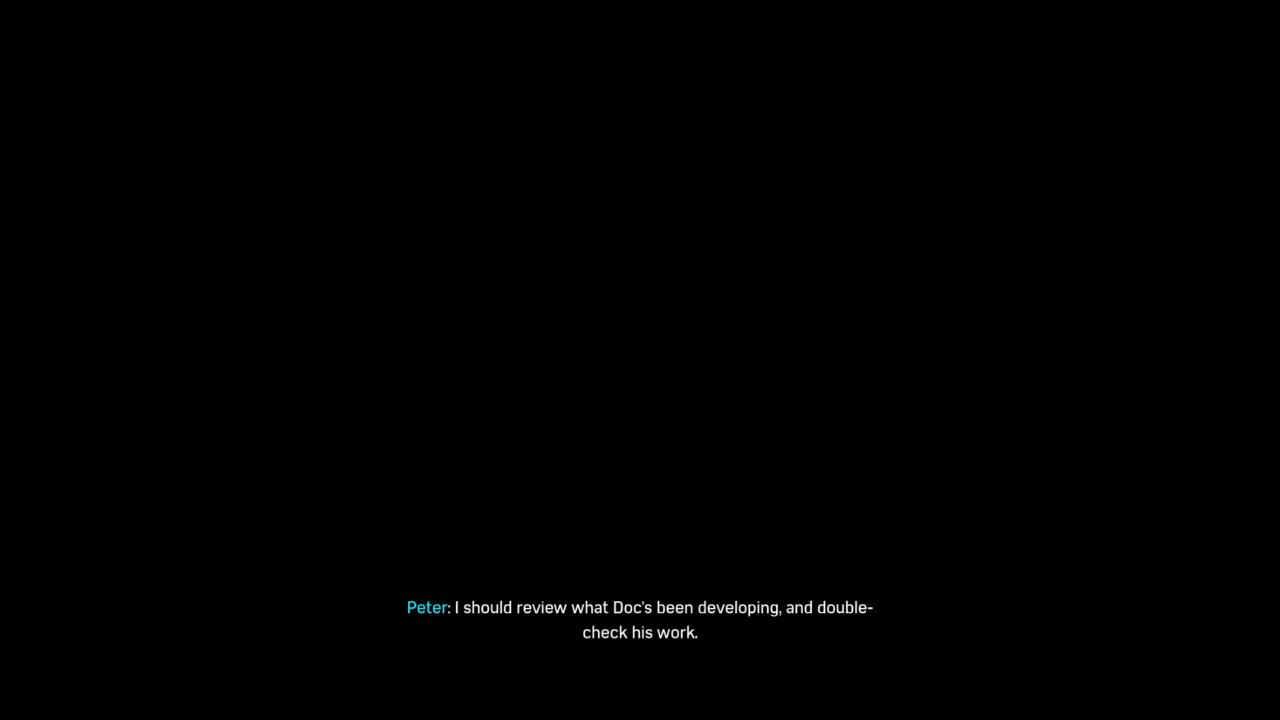 Peter: I should review what Doc's been developing, and double-
check his work.